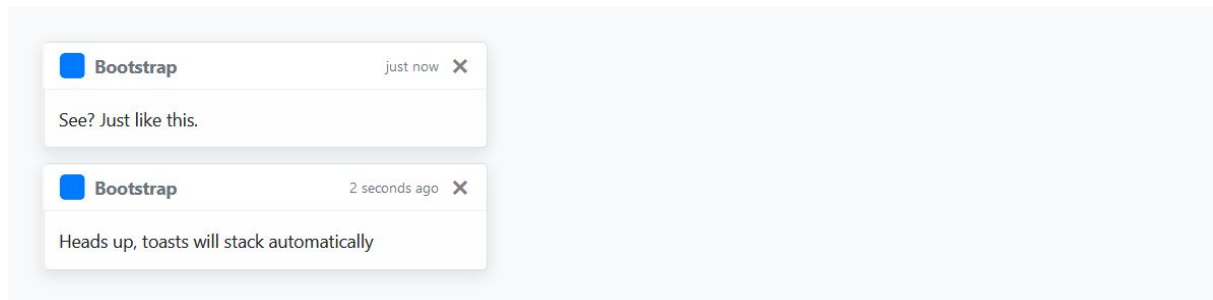 Bootstrap just now ×
See? Just like this.
Bootstrap 2 seconds ago ×
Heads up, toasts will stack automatically